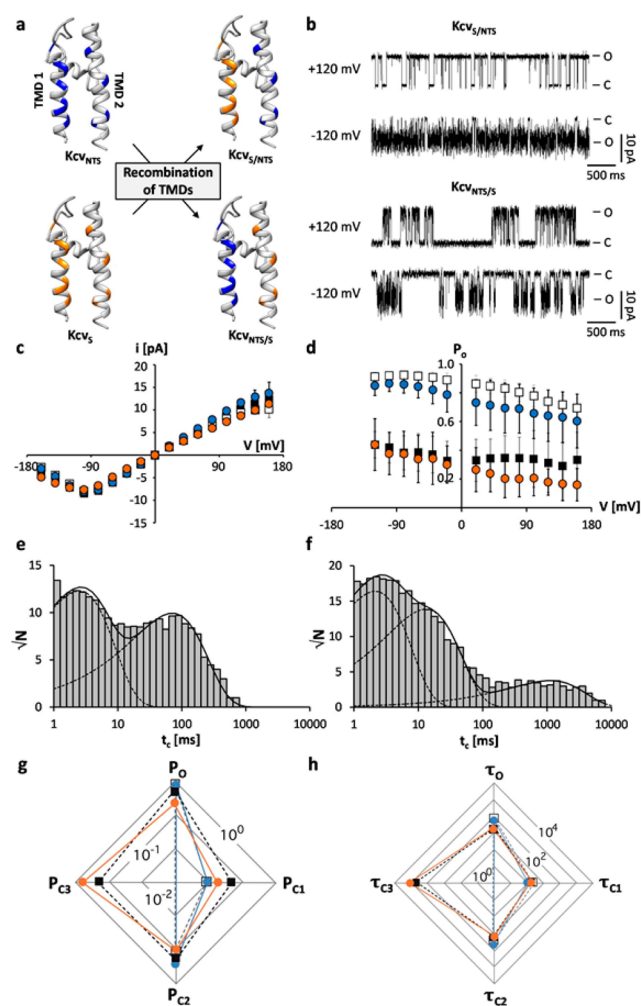 a
TMD 1
TMD 2
Kcv_NTS
Kcv_S/NTS
Recombination
of TMDs
Kcv_S
Kcv_NTS/S
b
Kcv_S/NTS
+120 mV
O
C
-120 mV
C
O
10 pA
500 ms
Kcv_NTS/S
+120 mV
O
C
-120 mV
C
O
10 pA
500 ms
c
i [pA]
20
15
10
5
0
-5
-10
-15
-180
-90
90
180
V [mV]
d
P_o
1.0
0.6
0.2
-180
-90
0
90
180
V [mV]
e
√N
15
10
5
0
1
10
100
1000
10000
t_c [ms]
f
√N
20
15
10
5
0
1
10
100
1000
10000
t_c [ms]
g
P_O
P_C1
P_C2
P_C3
10^0
10^-1
10^-2
h
τ_O
τ_C1
τ_C2
τ_C3
10^4
10^2
10^0